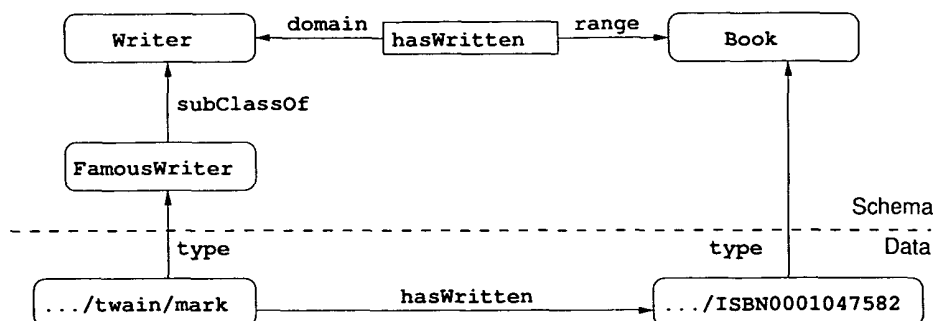 Writer
domain
hasWritten
range
Book
subClassOf
FamousWriter
Schema
type
type
Data
.../twain/mark
hasWritten
.../ISBN0001047582